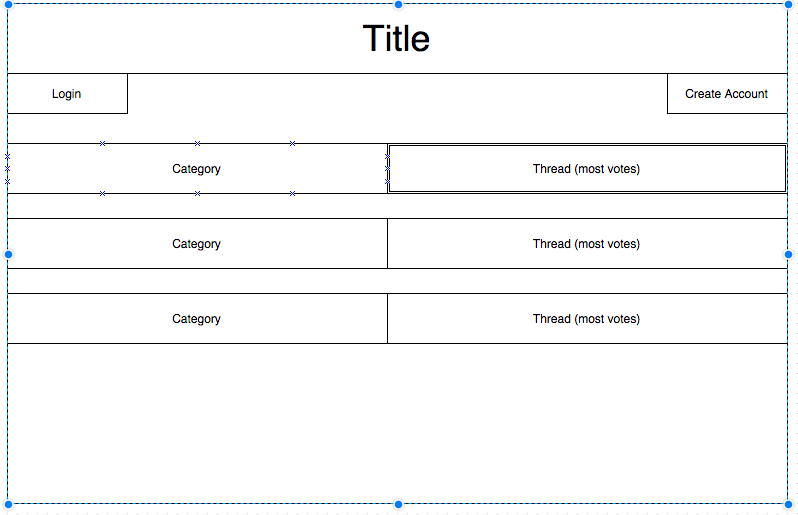 Title
Login
Create Account
Category
Thread (most votes)
Category
Thread (most votes)
Category
Thread (most votes)